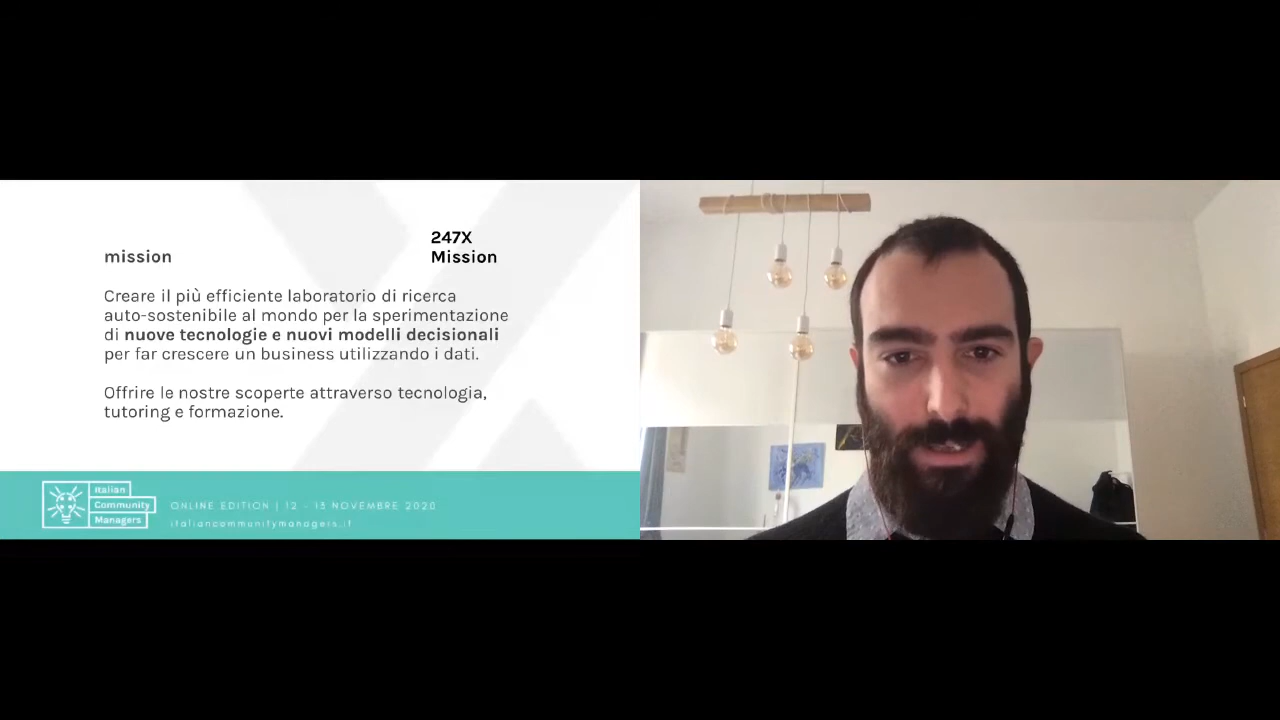 247X
Mission
mission
Creare il più efficiente laboratorio di ricerca
auto-sostenibile al mondo per la sperimentazione
di nuove tecnologie e nuovi modelli decisionali
per far crescere un business utilizzando i dati.
Offrire le nostre scoperte attraverso tecnologia,
tutoring e formazione.
Italian
Community
Managers
ONLINE EDITION | 12 - 13 NOVEMBRE 2020
italiancommunitymanagers.it